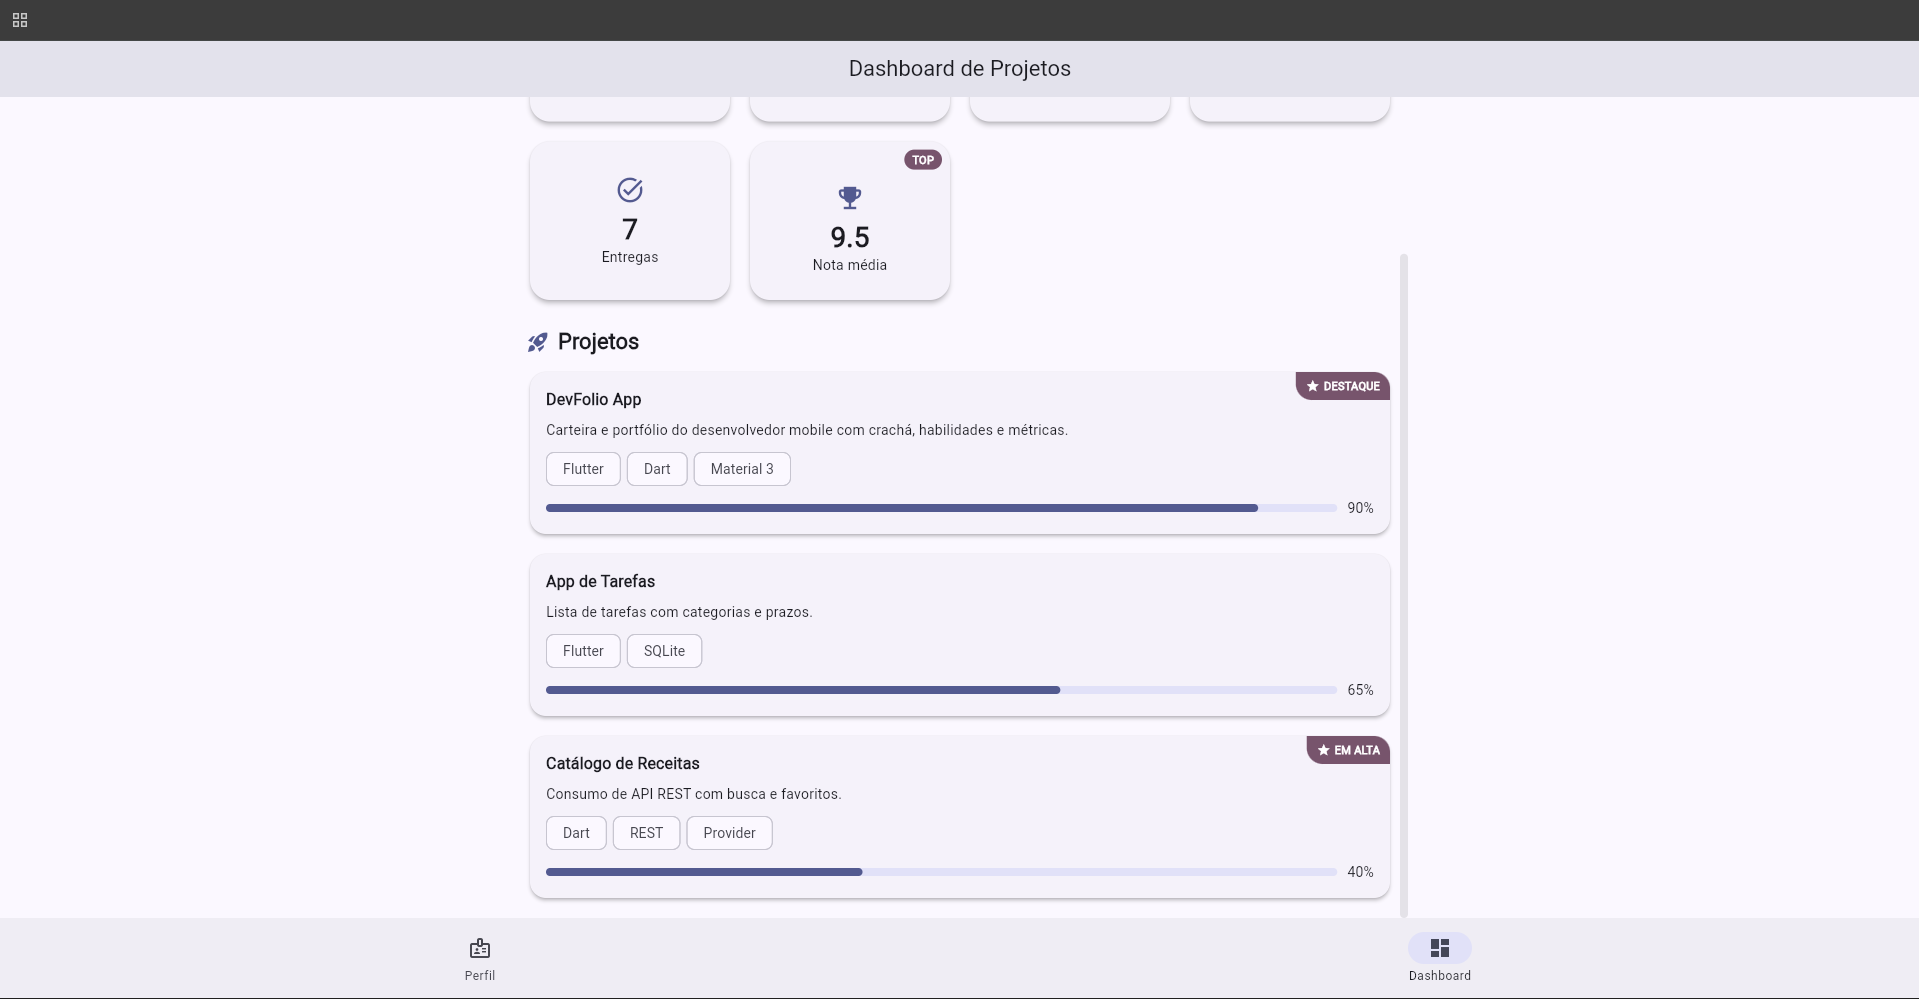 Dashboard de Projetos
7
Entregas
TOP
9.5
Nota média
Projetos
DESTAQUE
DevFolio App
Carteira e portfólio do desenvolvedor mobile com crachá, habilidades e métricas.
Flutter Dart Material 3
90%
App de Tarefas
Lista de tarefas com categorias e prazos.
Flutter SQLite
65%
EM ALTA
Catálogo de Receitas
Consumo de API REST com busca e favoritos.
Dart REST Provider
40%
Perfil Dashboard